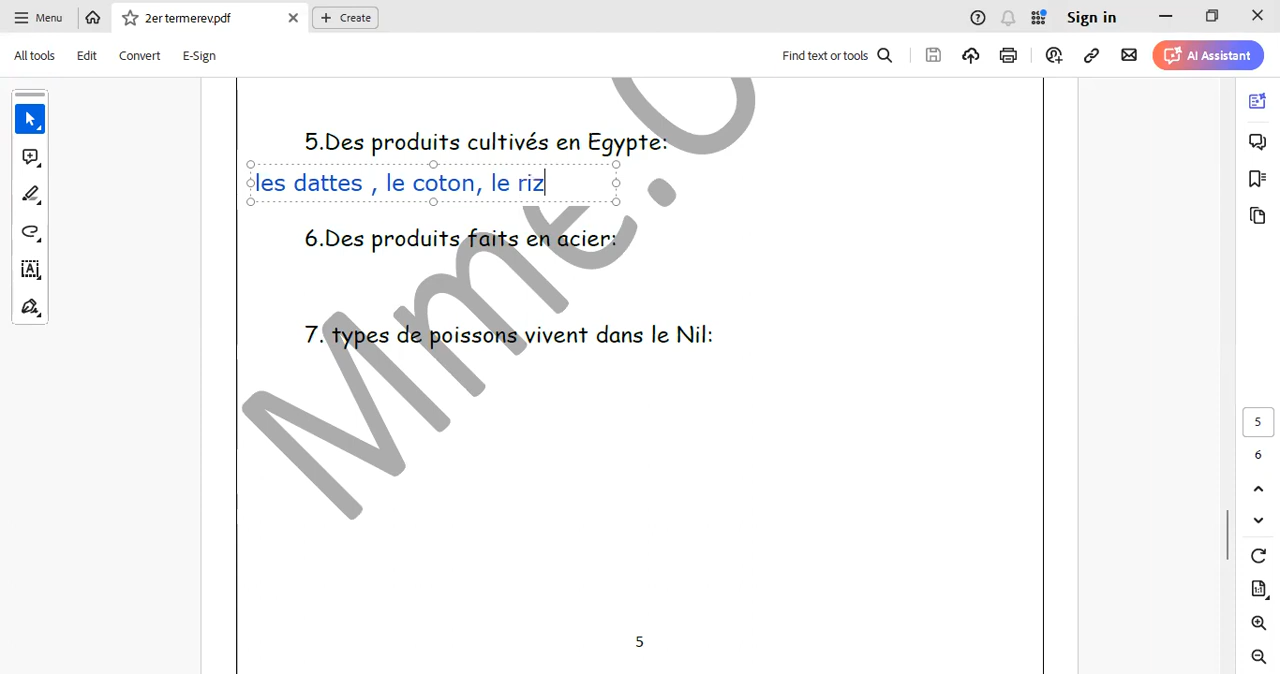 Menu 2er termerev.pdf Create Sign in
All tools Edit Convert E-Sign Find text or tools AI Assistant
5.Des produits cultivés en Egypte:
les dattes , le coton, le riz
6.Des produits faits en acier:
7. types de poissons vivent dans le Nil:
Mme.
5
6
5